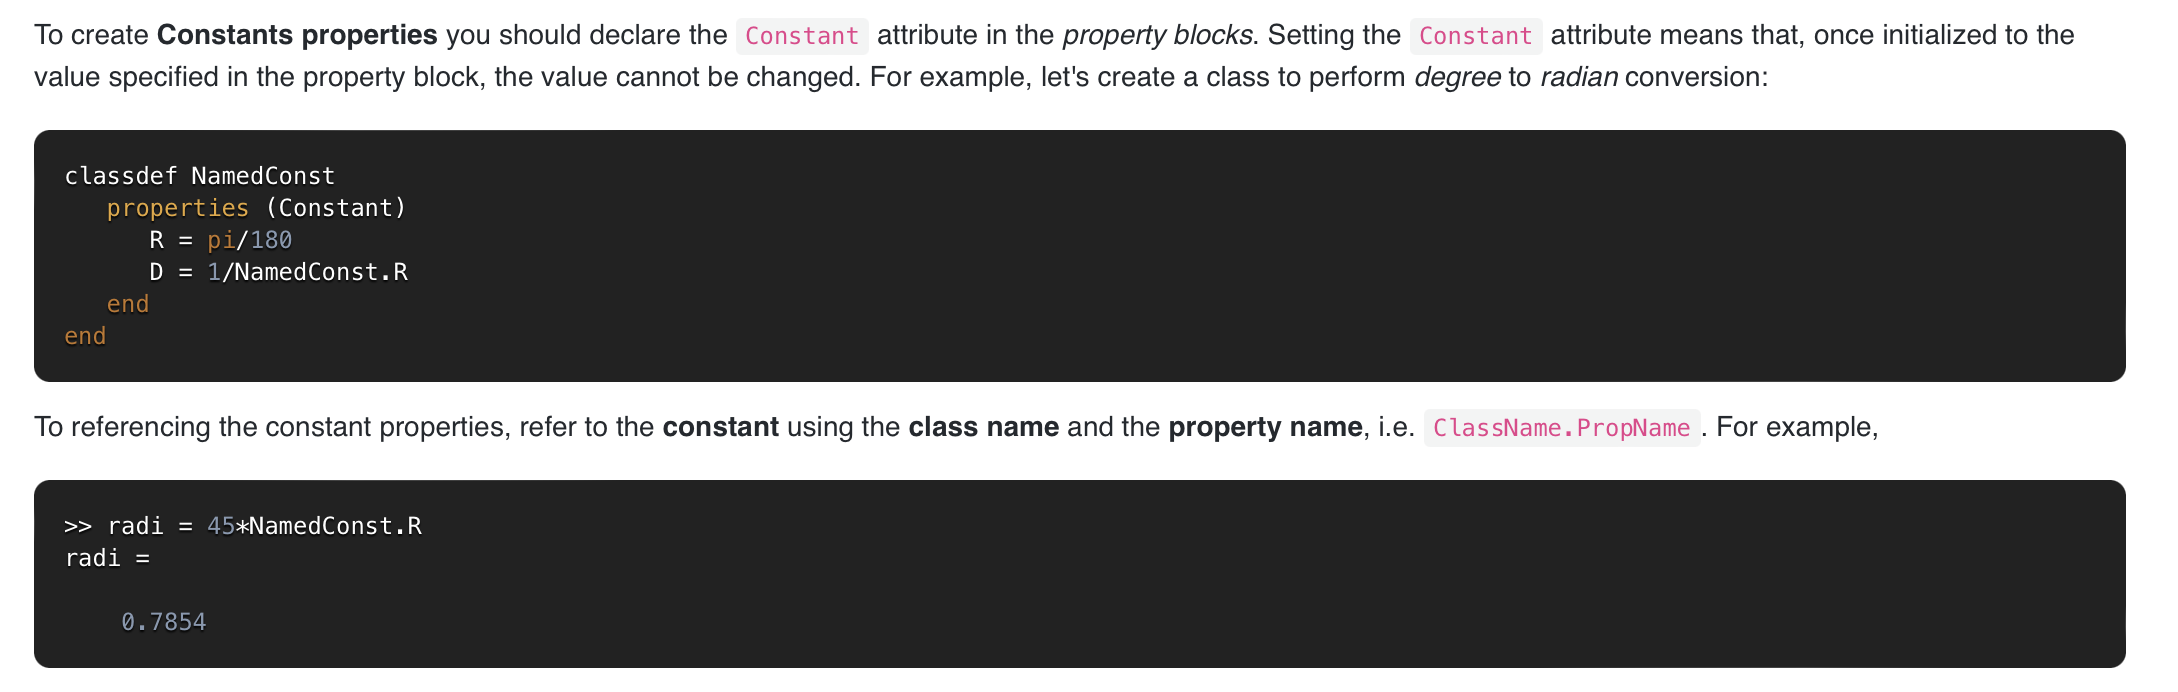 To create Constants properties you should declare the Constant attribute in the property blocks. Setting the Constant attribute means that, once initialized to the
value specified in the property block, the value cannot be changed. For example, let's create a class to perform degree to radian conversion:
classdef NamedConst
   properties (Constant)
      R = pi/180
      D = 1/NamedConst.R
   end
end
To referencing the constant properties, refer to the constant using the class name and the property name, i.e. ClassName.PropName . For example,
>> radi = 45*NamedConst.R
radi =
    0.7854